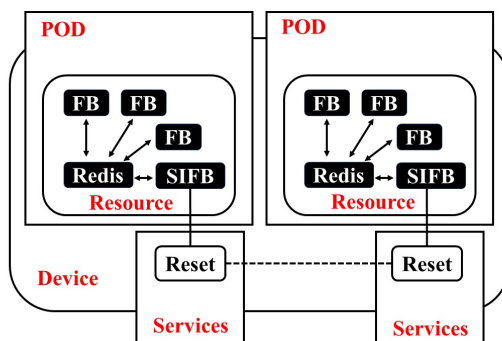 POD
POD
FB FB
FB
Redis SIFB
Resource
FB FB
FB
Redis SIFB
Resource
Device
Reset
Services
Reset
Services